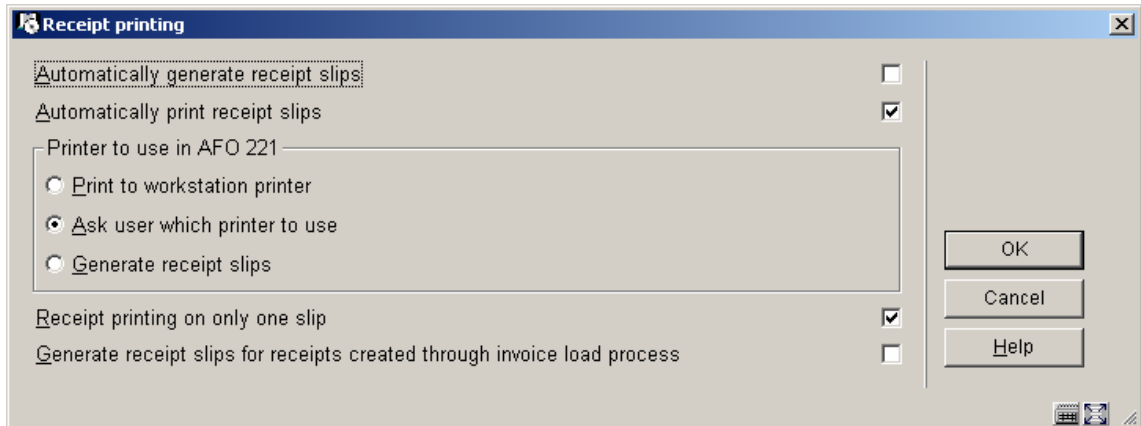 Receipt printing
Automatically generate receipt slips
Automatically print receipt slips
Printer to use in AFO 221
Print to workstation printer
Ask user which printer to use
Generate receipt slips
OK
Cancel
Receipt printing on only one slip
Help
Generate receipt slips for receipts created through invoice load process